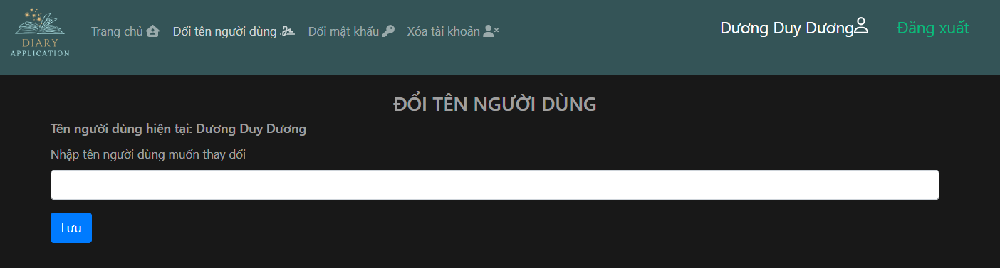 DIARY
APPLICATION
Trang chủ
Đổi tên người dùng
Đổi mật khẩu
Xóa tài khoản
Dương Duy Dương
Đăng xuất
ĐỔI TÊN NGƯỜI DÙNG
Tên người dùng hiện tại: Dương Duy Dương
Nhập tên người dùng muốn thay đổi
Lưu